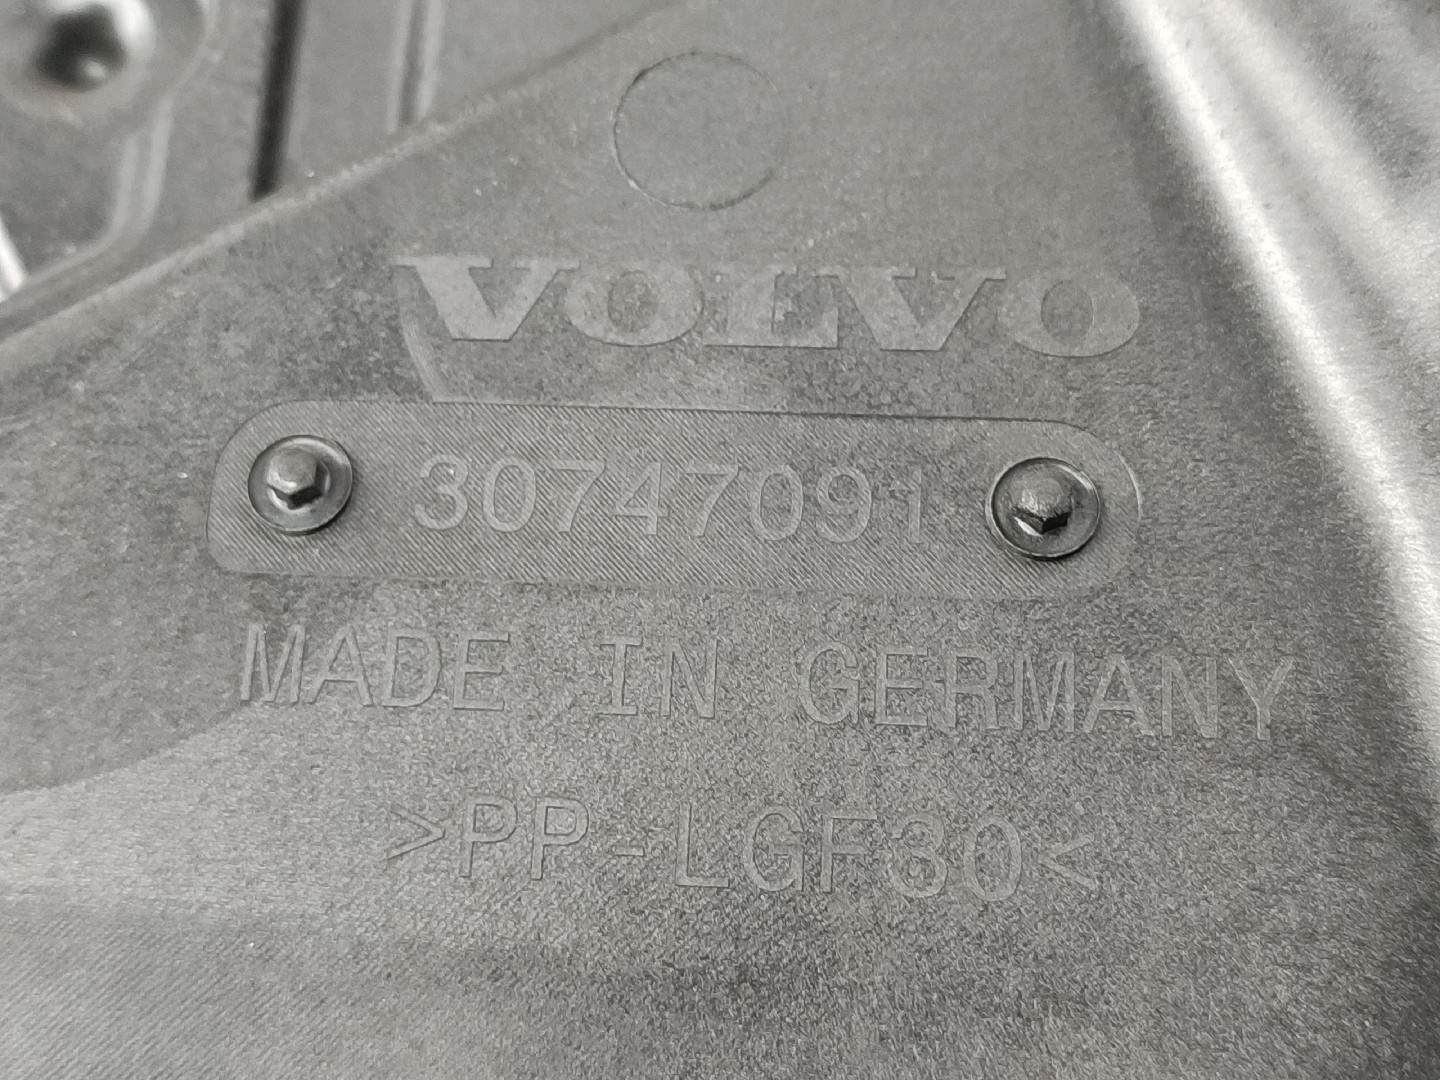 VOLVO
30747091
MADE IN GERMANY
>PP-LGF30<